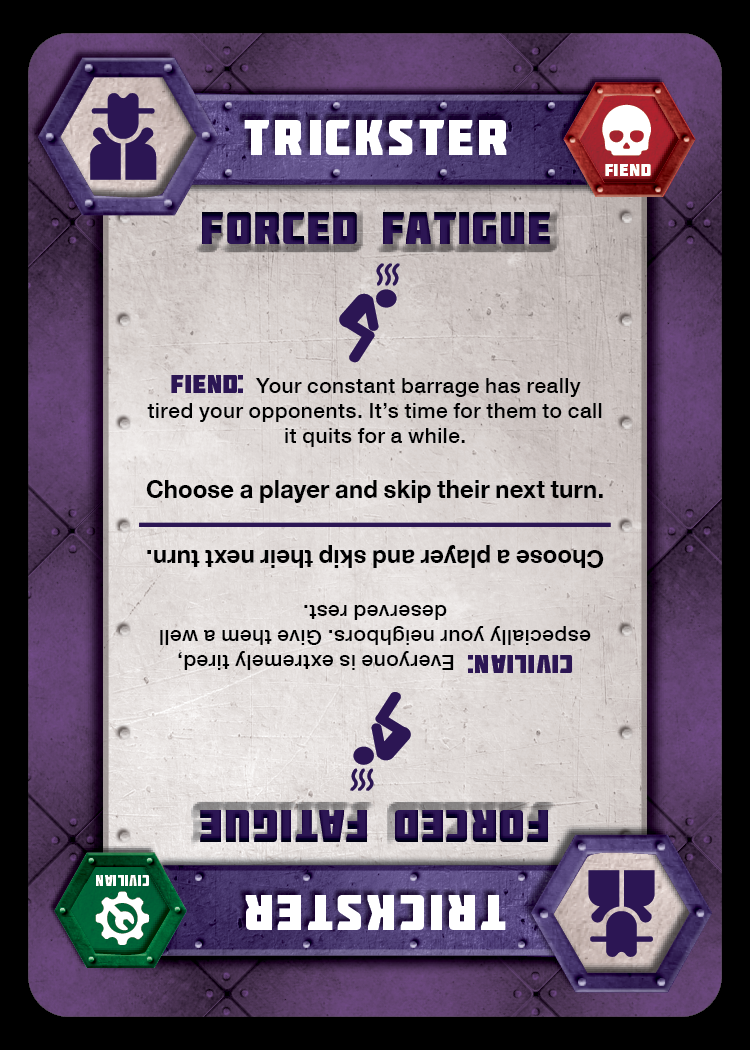 TRICKSTER
FIEND
FORCED FATIGUE
FIEND: Your constant barrage has really
tired your opponents. It's time for them to call
it quits for a while.
Choose a player and skip their next turn.
TRICKSTER
CIVILIAN
FORCED FATIGUE
CIVILIAN: Everyone is extremely tired,
especially your neighbors. Give them a well
deserved rest.
Choose a player and skip their next turn.